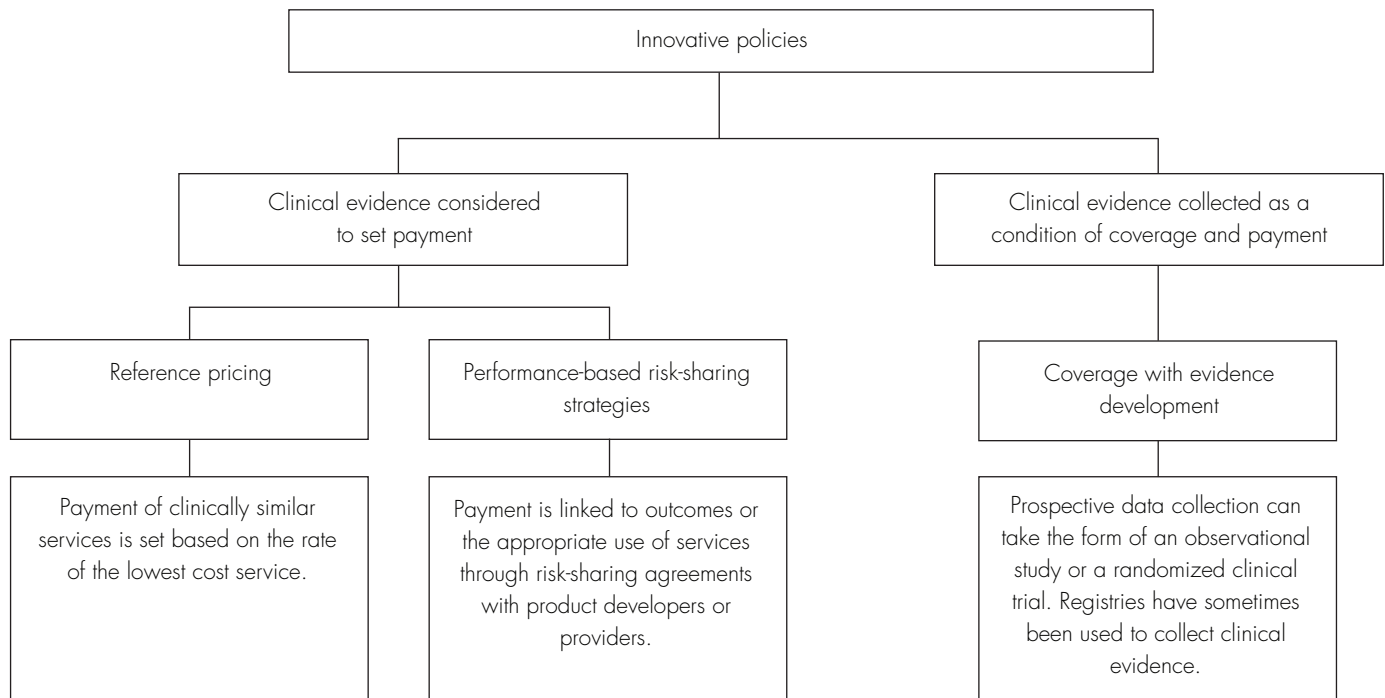 Innovative policies
Clinical evidence considered
to set payment
Clinical evidence collected as a
condition of coverage and payment
Reference pricing
Performance-based risk-sharing
strategies
Coverage with evidence
development
Payment of clinically similar
services is set based on the rate
of the lowest cost service.
Payment is linked to outcomes or
the appropriate use of services
through risk-sharing agreements
with product developers or
providers.
Prospective data collection can
take the form of an observational
study or a randomized clinical
trial. Registries have sometimes
been used to collect clinical
evidence.